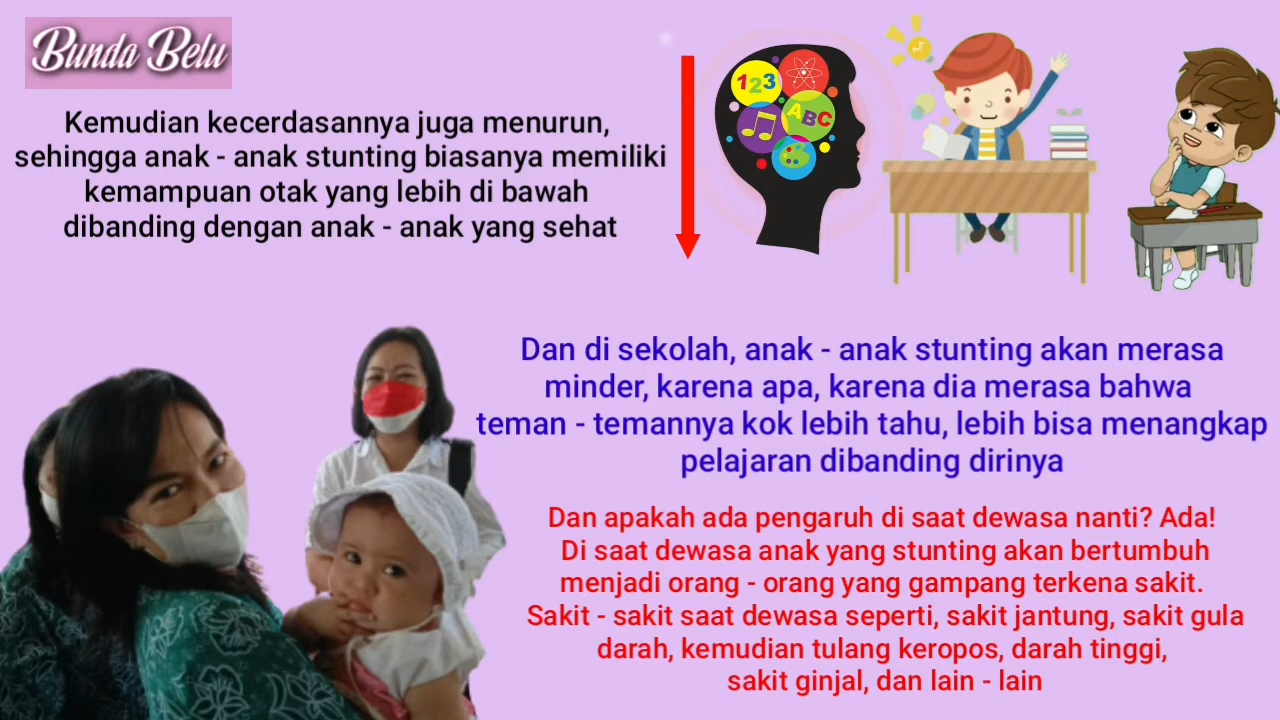 Bunda Belu
Kemudian kecerdasannya juga menurun,
sehingga anak - anak stunting biasanya memiliki
kemampuan otak yang lebih di bawah
dibanding dengan anak - anak yang sehat
123
ABC
Dan di sekolah, anak - anak stunting akan merasa
minder, karena apa, karena dia merasa bahwa
teman - temannya kok lebih tahu, lebih bisa menangkap
pelajaran dibanding dirinya
Dan apakah ada pengaruh di saat dewasa nanti? Ada!
Di saat dewasa anak yang stunting akan bertumbuh
menjadi orang - orang yang gampang terkena sakit.
Sakit - sakit saat dewasa seperti, sakit jantung, sakit gula
darah, kemudian tulang keropos, darah tinggi,
sakit ginjal, dan lain - lain